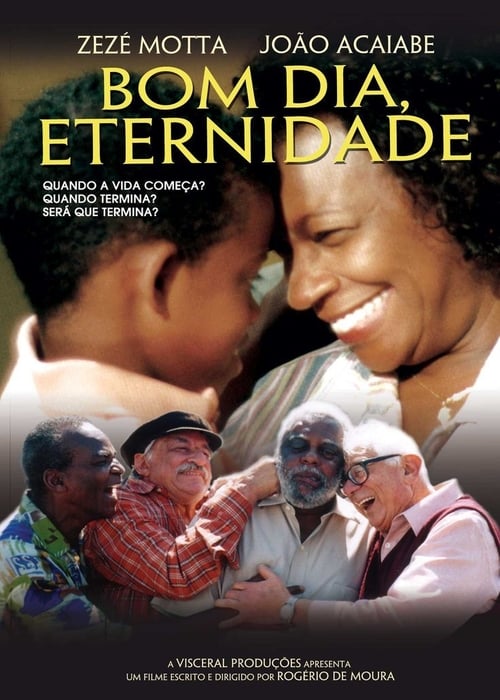 ZEZÉ MOTTA JOÃO ACAIABE
BOM DIA,
ETERNIDADE
QUANDO A VIDA COMEÇA?
QUANDO TERMINA?
SERÁ QUE TERMINA?
A VISCERAL PRODUÇÕES APRESENTA
UM FILME ESCRITO E DIRIGIDO POR ROGÉRIO DE MOURA